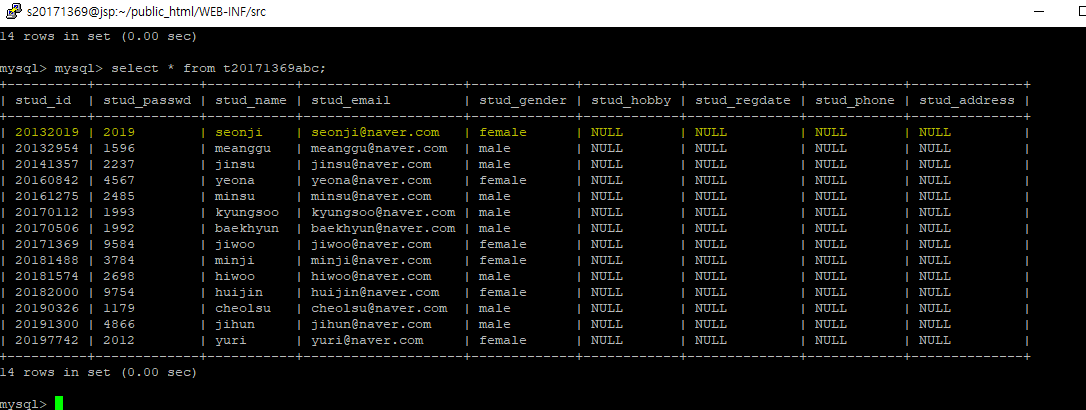 s20171369@jsp:~/public_html/WEB-INF/src
14 rows in set (0.00 sec)
mysql> mysql> select * from t20171369abc;
+----------+-------------+-----------+--------------------+-------------+------------+--------------+------------+--------------+
| stud_id | stud_passwd | stud_name | stud_email | stud_gender | stud_hobby | stud_regdate | stud_phone | stud_address |
+----------+-------------+-----------+--------------------+-------------+------------+--------------+------------+--------------+
| 20132019 | 2019 | seonji | seonji@naver.com | female | NULL | NULL | NULL | NULL |
| 20132954 | 1596 | meanggu | meanggu@naver.com | male | NULL | NULL | NULL | NULL |
| 20141357 | 2237 | jinsu | jinsu@naver.com | male | NULL | NULL | NULL | NULL |
| 20160842 | 4567 | yeona | yeona@naver.com | female | NULL | NULL | NULL | NULL |
| 20161275 | 2485 | minsu | minsu@naver.com | male | NULL | NULL | NULL | NULL |
| 20170112 | 1993 | kyungsoo | kyungsoo@naver.com | male | NULL | NULL | NULL | NULL |
| 20170506 | 1992 | baekhyun | baekhyun@naver.com | male | NULL | NULL | NULL | NULL |
| 20171369 | 9584 | jiwoo | jiwoo@naver.com | female | NULL | NULL | NULL | NULL |
| 20181488 | 3784 | minji | minji@naver.com | female | NULL | NULL | NULL | NULL |
| 20181574 | 2698 | hiwoo | hiwoo@naver.com | male | NULL | NULL | NULL | NULL |
| 20182000 | 9754 | huijin | huijin@naver.com | female | NULL | NULL | NULL | NULL |
| 20190326 | 1179 | cheolsu | cheolsu@naver.com | male | NULL | NULL | NULL | NULL |
| 20191300 | 4866 | jihun | jihun@naver.com | male | NULL | NULL | NULL | NULL |
| 20197742 | 2012 | yuri | yuri@naver.com | female | NULL | NULL | NULL | NULL |
+----------+-------------+-----------+--------------------+-------------+------------+--------------+------------+--------------+
14 rows in set (0.00 sec)
mysql>